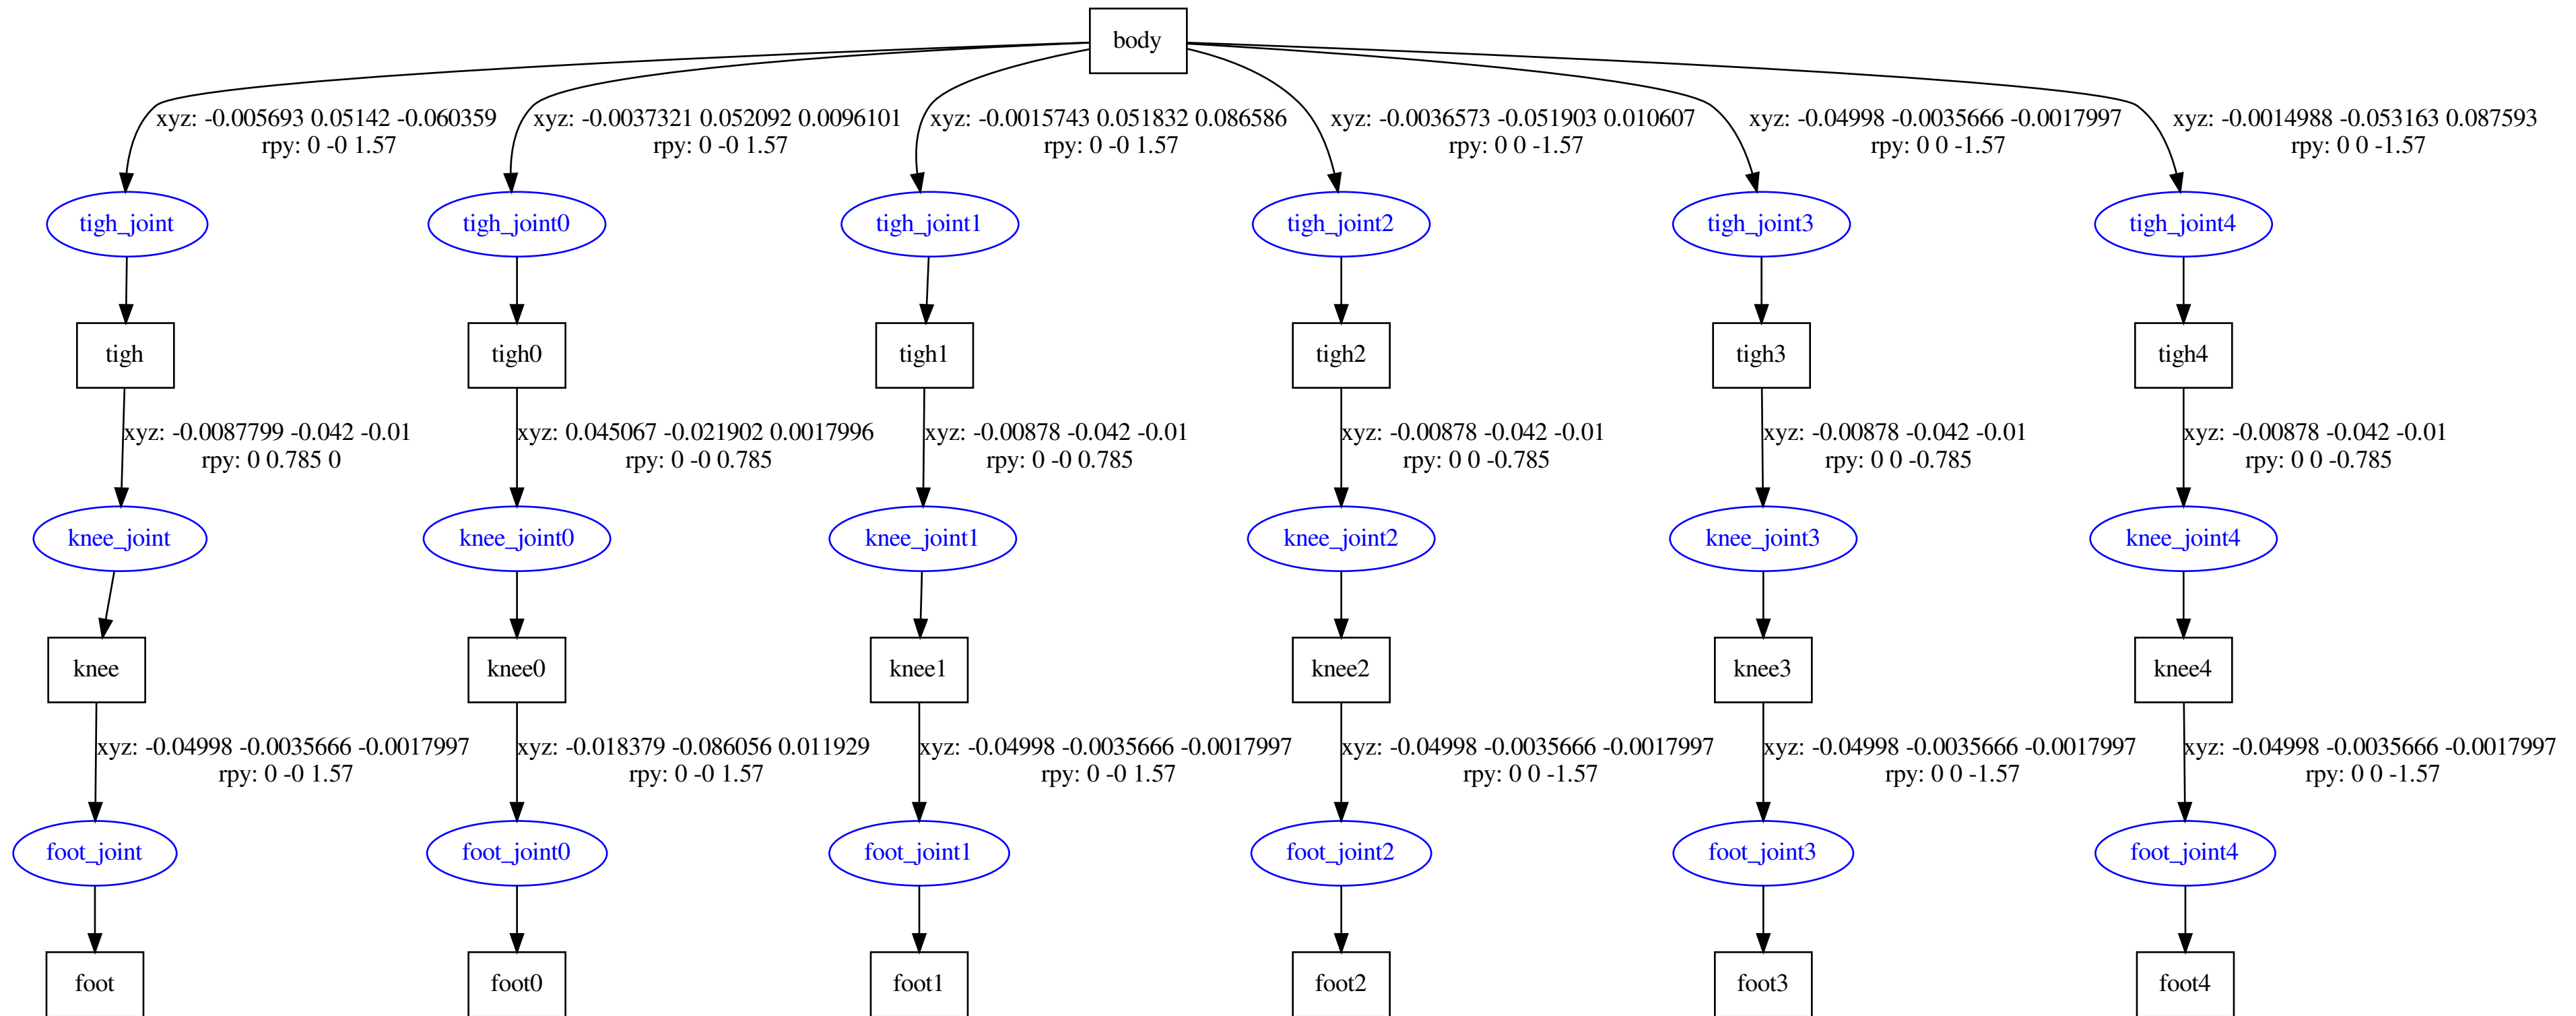 body
xyz: -0.005693 0.05142 -0.060359
rpy: 0 -0 1.57
xyz: -0.0037321 0.052092 0.0096101
rpy: 0 -0 1.57
xyz: -0.0015743 0.051832 0.086586
rpy: 0 -0 1.57
xyz: -0.0036573 -0.051903 0.010607
rpy: 0 0 -1.57
xyz: -0.04998 -0.0035666 -0.0017997
rpy: 0 0 -1.57
xyz: -0.0014988 -0.053163 0.087593
rpy: 0 0 -1.57
tigh_joint
tigh_joint0
tigh_joint1
tigh_joint2
tigh_joint3
tigh_joint4
tigh
tigh0
tigh1
tigh2
tigh3
tigh4
xyz: -0.0087799 -0.042 -0.01
rpy: 0 0.785 0
xyz: 0.045067 -0.021902 0.0017996
rpy: 0 -0 0.785
xyz: -0.00878 -0.042 -0.01
rpy: 0 -0 0.785
xyz: -0.00878 -0.042 -0.01
rpy: 0 0 -0.785
xyz: -0.00878 -0.042 -0.01
rpy: 0 0 -0.785
xyz: -0.00878 -0.042 -0.01
rpy: 0 0 -0.785
knee_joint
knee_joint0
knee_joint1
knee_joint2
knee_joint3
knee_joint4
knee
knee0
knee1
knee2
knee3
knee4
xyz: -0.04998 -0.0035666 -0.0017997
rpy: 0 -0 1.57
xyz: -0.018379 -0.086056 0.011929
rpy: 0 -0 1.57
xyz: -0.04998 -0.0035666 -0.0017997
rpy: 0 -0 1.57
xyz: -0.04998 -0.0035666 -0.0017997
rpy: 0 0 -1.57
xyz: -0.04998 -0.0035666 -0.0017997
rpy: 0 0 -1.57
xyz: -0.04998 -0.0035666 -0.0017997
rpy: 0 0 -1.57
foot_joint
foot_joint0
foot_joint1
foot_joint2
foot_joint3
foot_joint4
foot
foot0
foot1
foot2
foot3
foot4